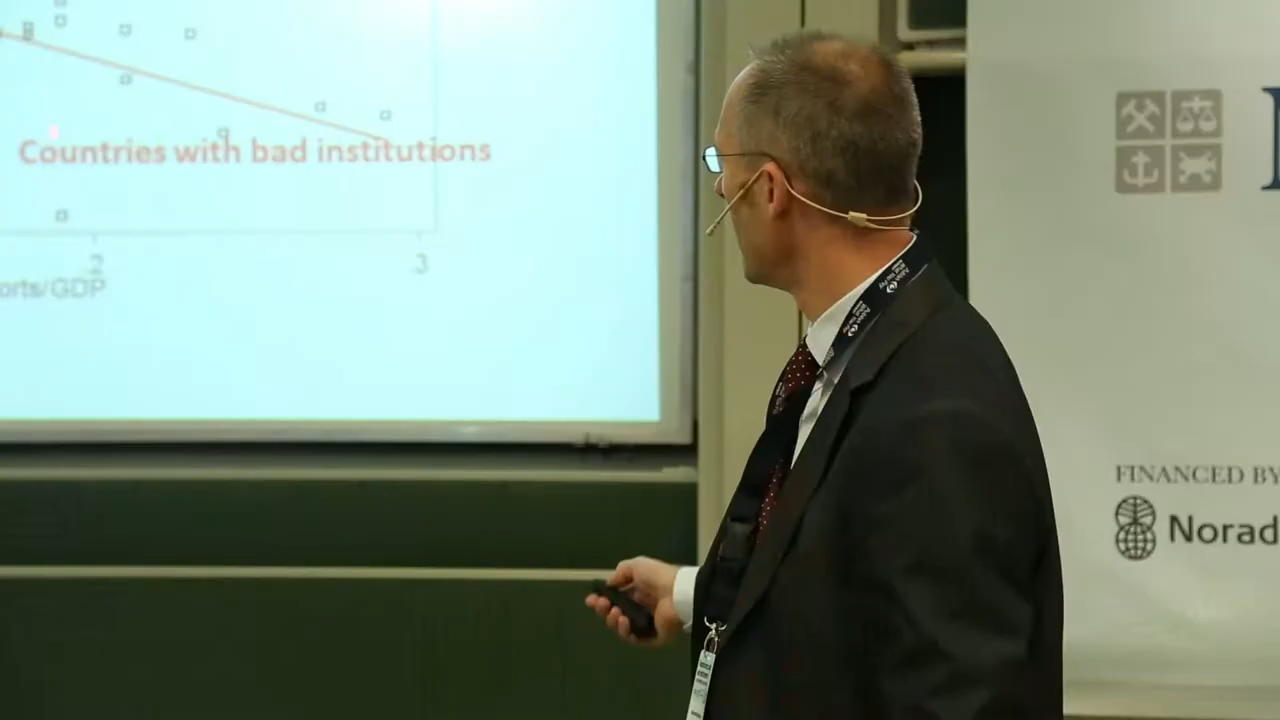 Countries with bad institutions
2
3
orts/GDP
FINANCED BY
Norad